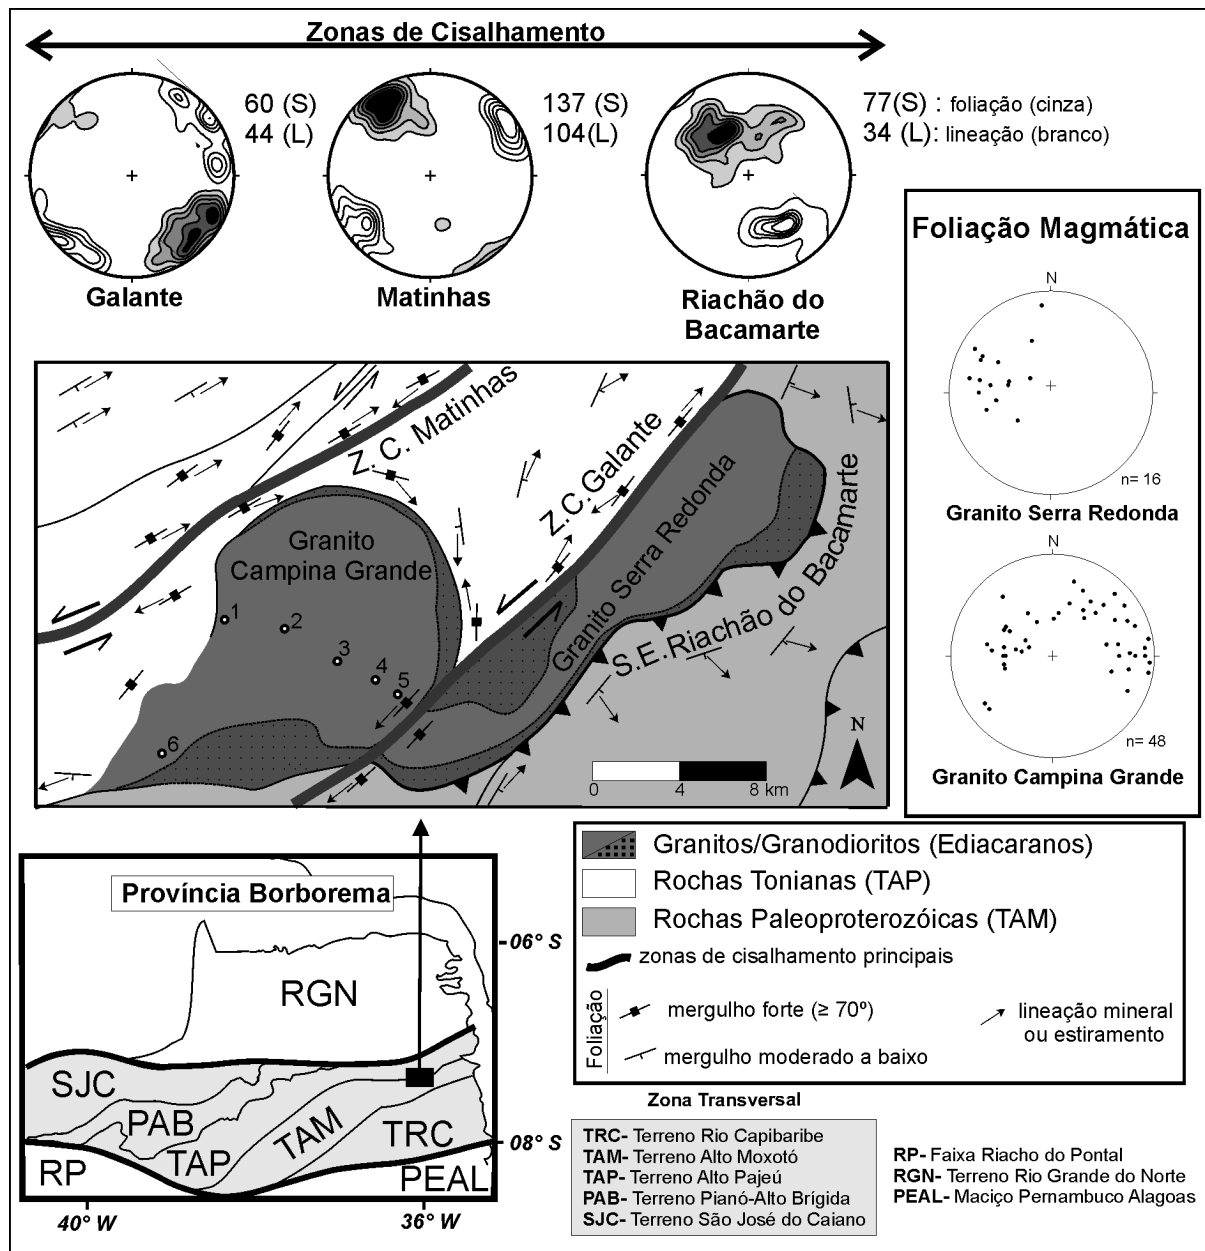 Zonas de Cisalhamento
60 (S)
44 (L)
137 (S)
104(L)
77(S) : foliação (cinza)
34 (L): lineação (branco)
Galante
Matinhas
Riachão do
Bacamarte
Foliação Magmática
N
n= 16
Granito Serra Redonda
N
n= 48
Granito Campina Grande
Z. C. Matinhas
Z.C.Galante
Granito
Campina Grande
Granito Serra Redonda
S.E.Riachão do Bacamarte
1
2
3
4
5
6
N
0 4 8 km
Província Borborema
06° S
RGN
SJC
PAB
TAP
TAM
TRC
RP
PEAL
08° S
40° W
36° W
Granitos/Granodioritos (Ediacaranos)
Rochas Tonianas (TAP)
Rochas Paleoproterozóicas (TAM)
zonas de cisalhamento principais
Foliação
mergulho forte (≥ 70º)
mergulho moderado a baixo
lineação mineral
ou estiramento
Zona Transversal
TRC- Terreno Rio Capibaribe
TAM- Terreno Alto Moxotó
TAP- Terreno Alto Pajeú
PAB- Terreno Pianó-Alto Brígida
SJC- Terreno São José do Caiano
RP- Faixa Riacho do Pontal
RGN- Terreno Rio Grande do Norte
PEAL- Maciço Pernambuco Alagoas